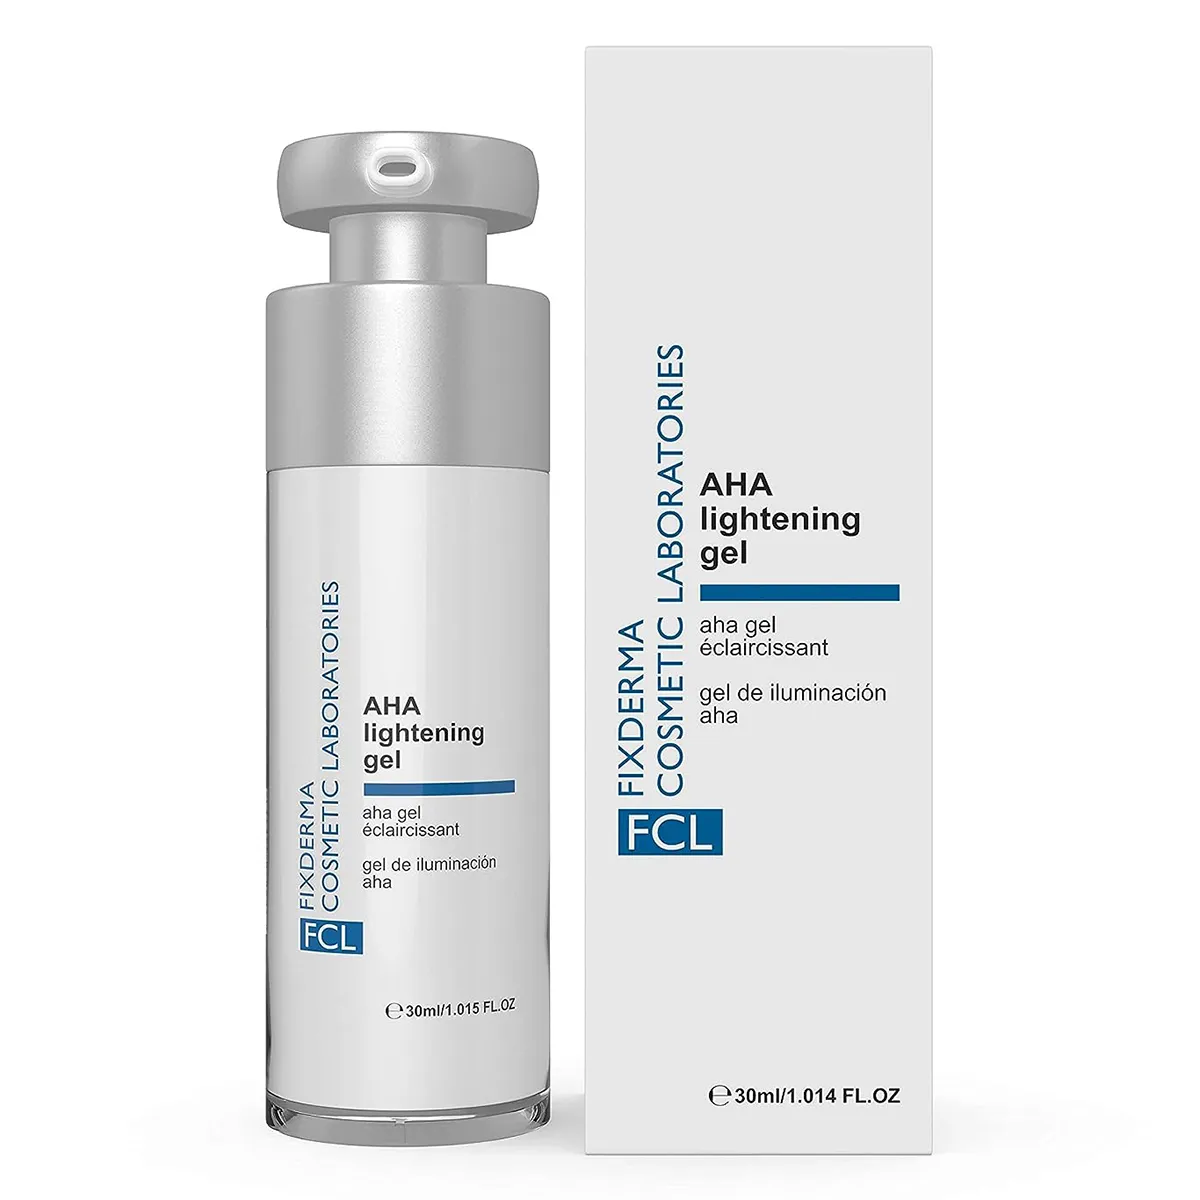 FIXDERMA
COSMETIC LABORATORIES
FCL
AHA
lightening
gel
aha gel
éclaircissant
gel de iluminación
aha
℮ 30ml/1.015 FL.OZ
FIXDERMA
COSMETIC LABORATORIES
FCL
AHA
lightening
gel
aha gel
éclaircissant
gel de iluminación
aha
℮ 30ml/1.014 FL.OZ